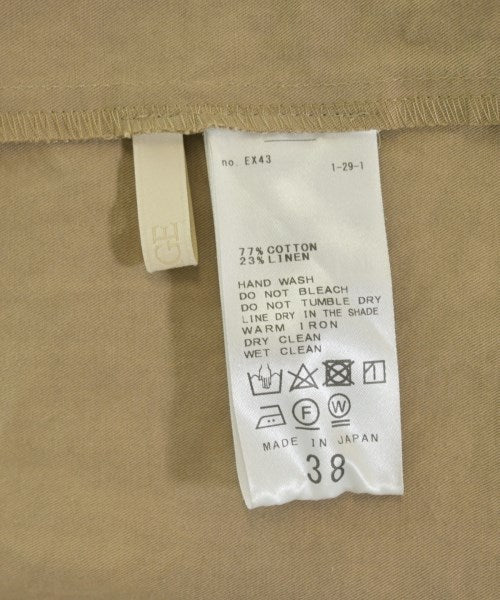 no. EX43 1-29-1
77% COTTON
23% LINEN
HAND WASH
DO NOT BLEACH
DO NOT TUMBLE DRY
LINE DRY IN THE SHADE
WARM IRON
DRY CLEAN
WET CLEAN
F W
MADE IN JAPAN
38
GE